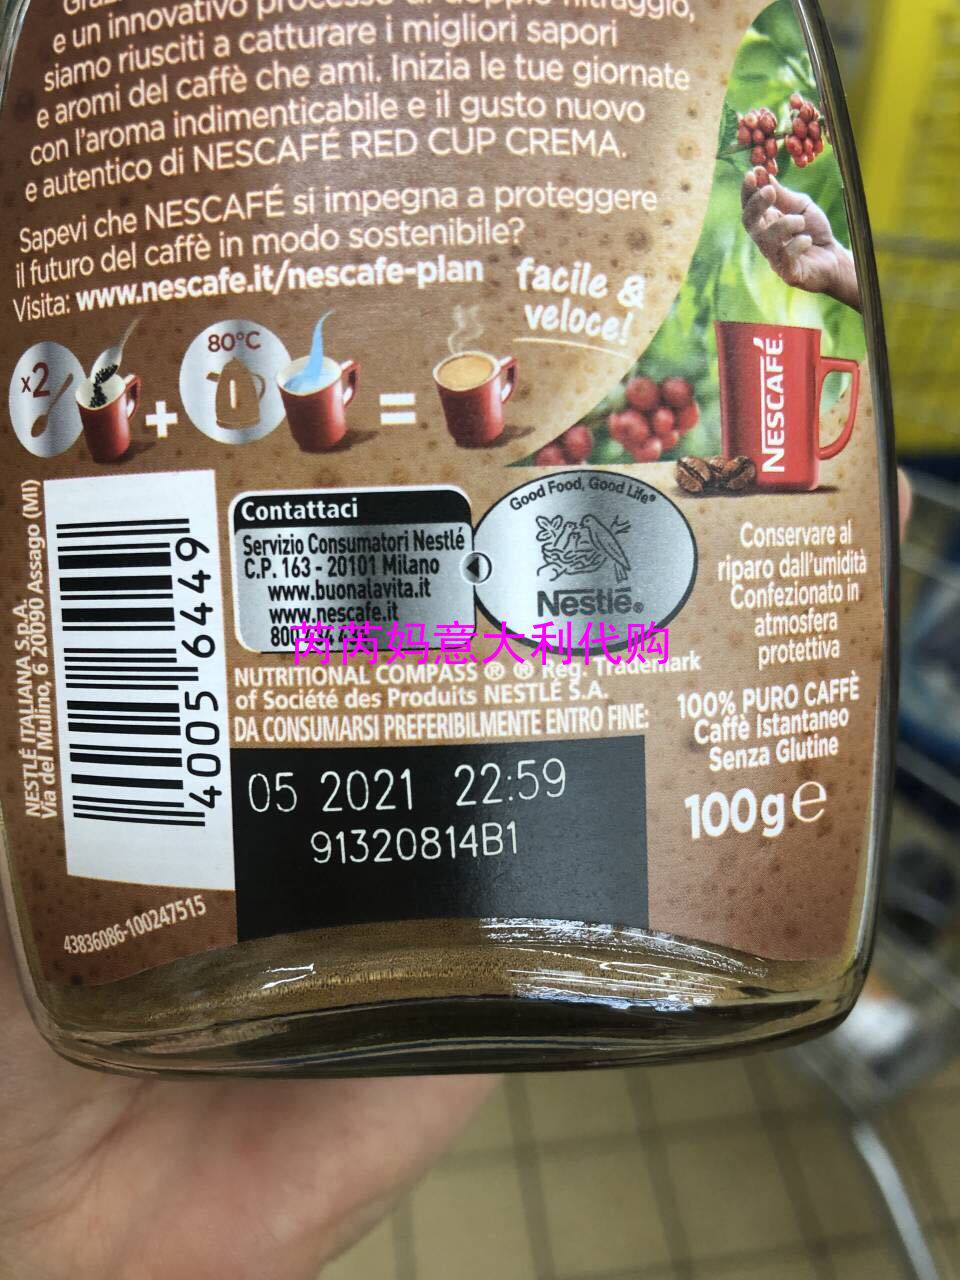 e un innovativo processo di doppio filtraggio,
siamo riusciti a catturare i migliori sapori
e aromi del caffè che ami. Inizia le tue giornate
con l'aroma indimenticabile e il gusto nuovo
e autentico di NESCAFÉ RED CUP CREMA.
Sapevi che NESCAFÉ si impegna a proteggere
il futuro del caffè in modo sostenibile?
Visita: www.nescafe.it/nescafe-plan
facile &
veloce!
x2
+
80°C
=
NESCAFÉ.
NESTLÉ ITALIANA S.p.A.
Via del Mulino, 6 20090 Assago (MI)
4005 6449
Contattaci
Servizio Consumatori Nestlé
C.P. 163 - 20101 Milano
www.buonalavita.it
www.nescafe.it
Good Food, Good Life®
Nestlé®
芮芮妈意大利代购
NUTRITIONAL COMPASS ® ® Reg. Trademark
of Société des Produits NESTLÉ S.A.
DA CONSUMARSI PREFERIBILMENTE ENTRO FINE:
05 2021 22:59
91320814B1
Conservare al
riparo dall'umidità
Confezionato in
atmosfera
protettiva
100% PURO CAFFÈ
Caffè Istantaneo
Senza Glutine
100g e
43836086-100247515